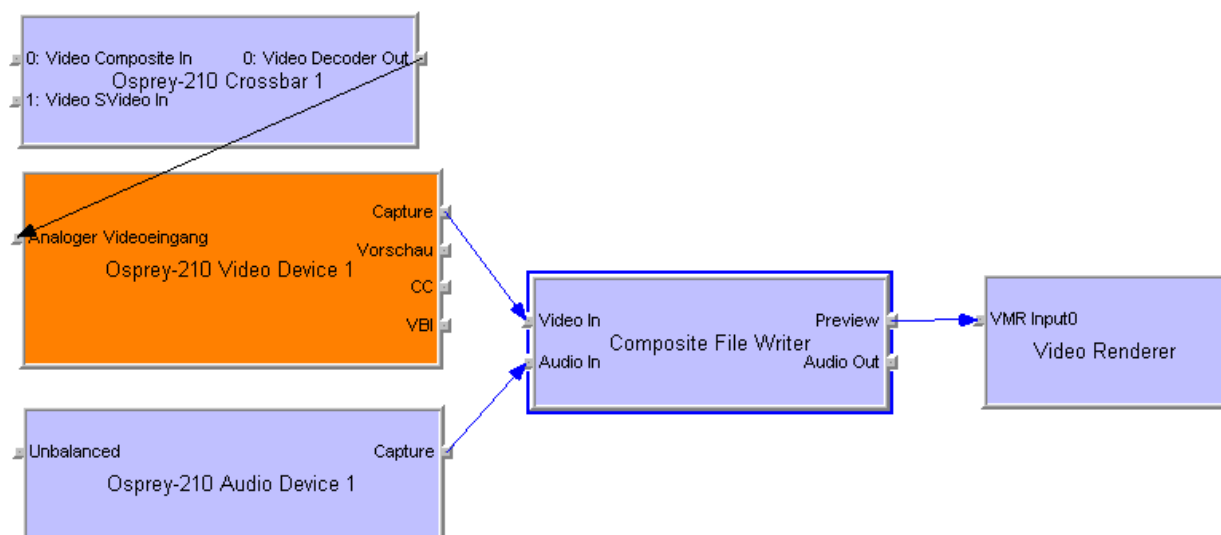 0: Video Composite In
0: Video Decoder Out
Osprey-210 Crossbar 1
1: Video SVideo In
Capture
Analoger Videoeingang
Vorschau
Osprey-210 Video Device 1
CC
VBI
Video In
Preview
Composite File Writer
Audio In
Audio Out
VMR Input0
Video Renderer
Unbalanced
Capture
Osprey-210 Audio Device 1